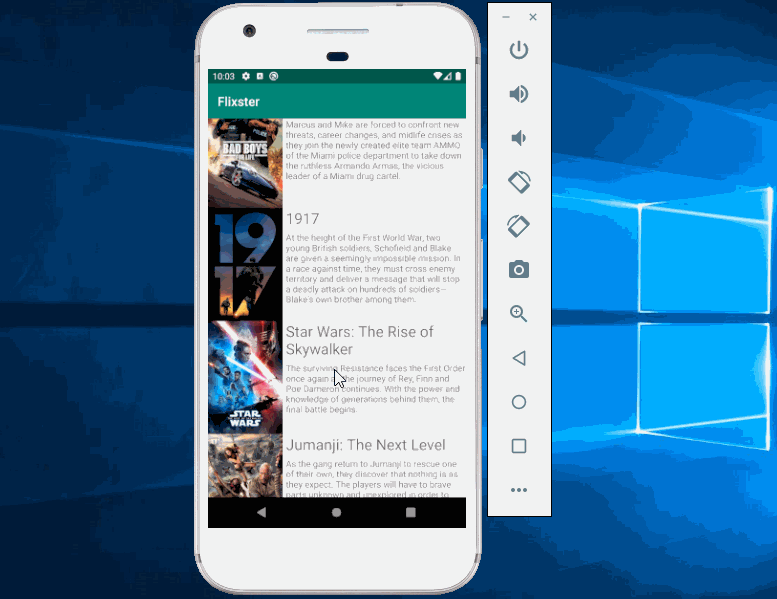 10:03
Flixster
Marcus and Mike are forced to confront new
threats, career changes, and midlife crises as
they join the newly created elite team AMMO
of the Miami police department to take down
the ruthless Armando Armas, the vicious
leader of a Miami drug cartel.
BAD BOYS
FOR LIFE
1917
At the height of the First World War, two
young British soldiers, Schofield and Blake
are given a seemingly impossible mission. In
a race against time, they must cross enemy
territory and deliver a message that will stop
a deadly attack on hundreds of soldiers –
Blake's own brother among them.
19
17
Star Wars: The Rise of
Skywalker
The surviving Resistance faces the First Order
once again the journey of Rey, Finn and
Poe Dameron continues. With the power and
knowledge of generations behind them, the
final battle begins.
STAR
WARS
Jumanji: The Next Level
As the gang return to Jumanji to rescue one
of their own, they discover that nothing is as
they expect. The players will have to brave
parts unknown and unexplored in order to